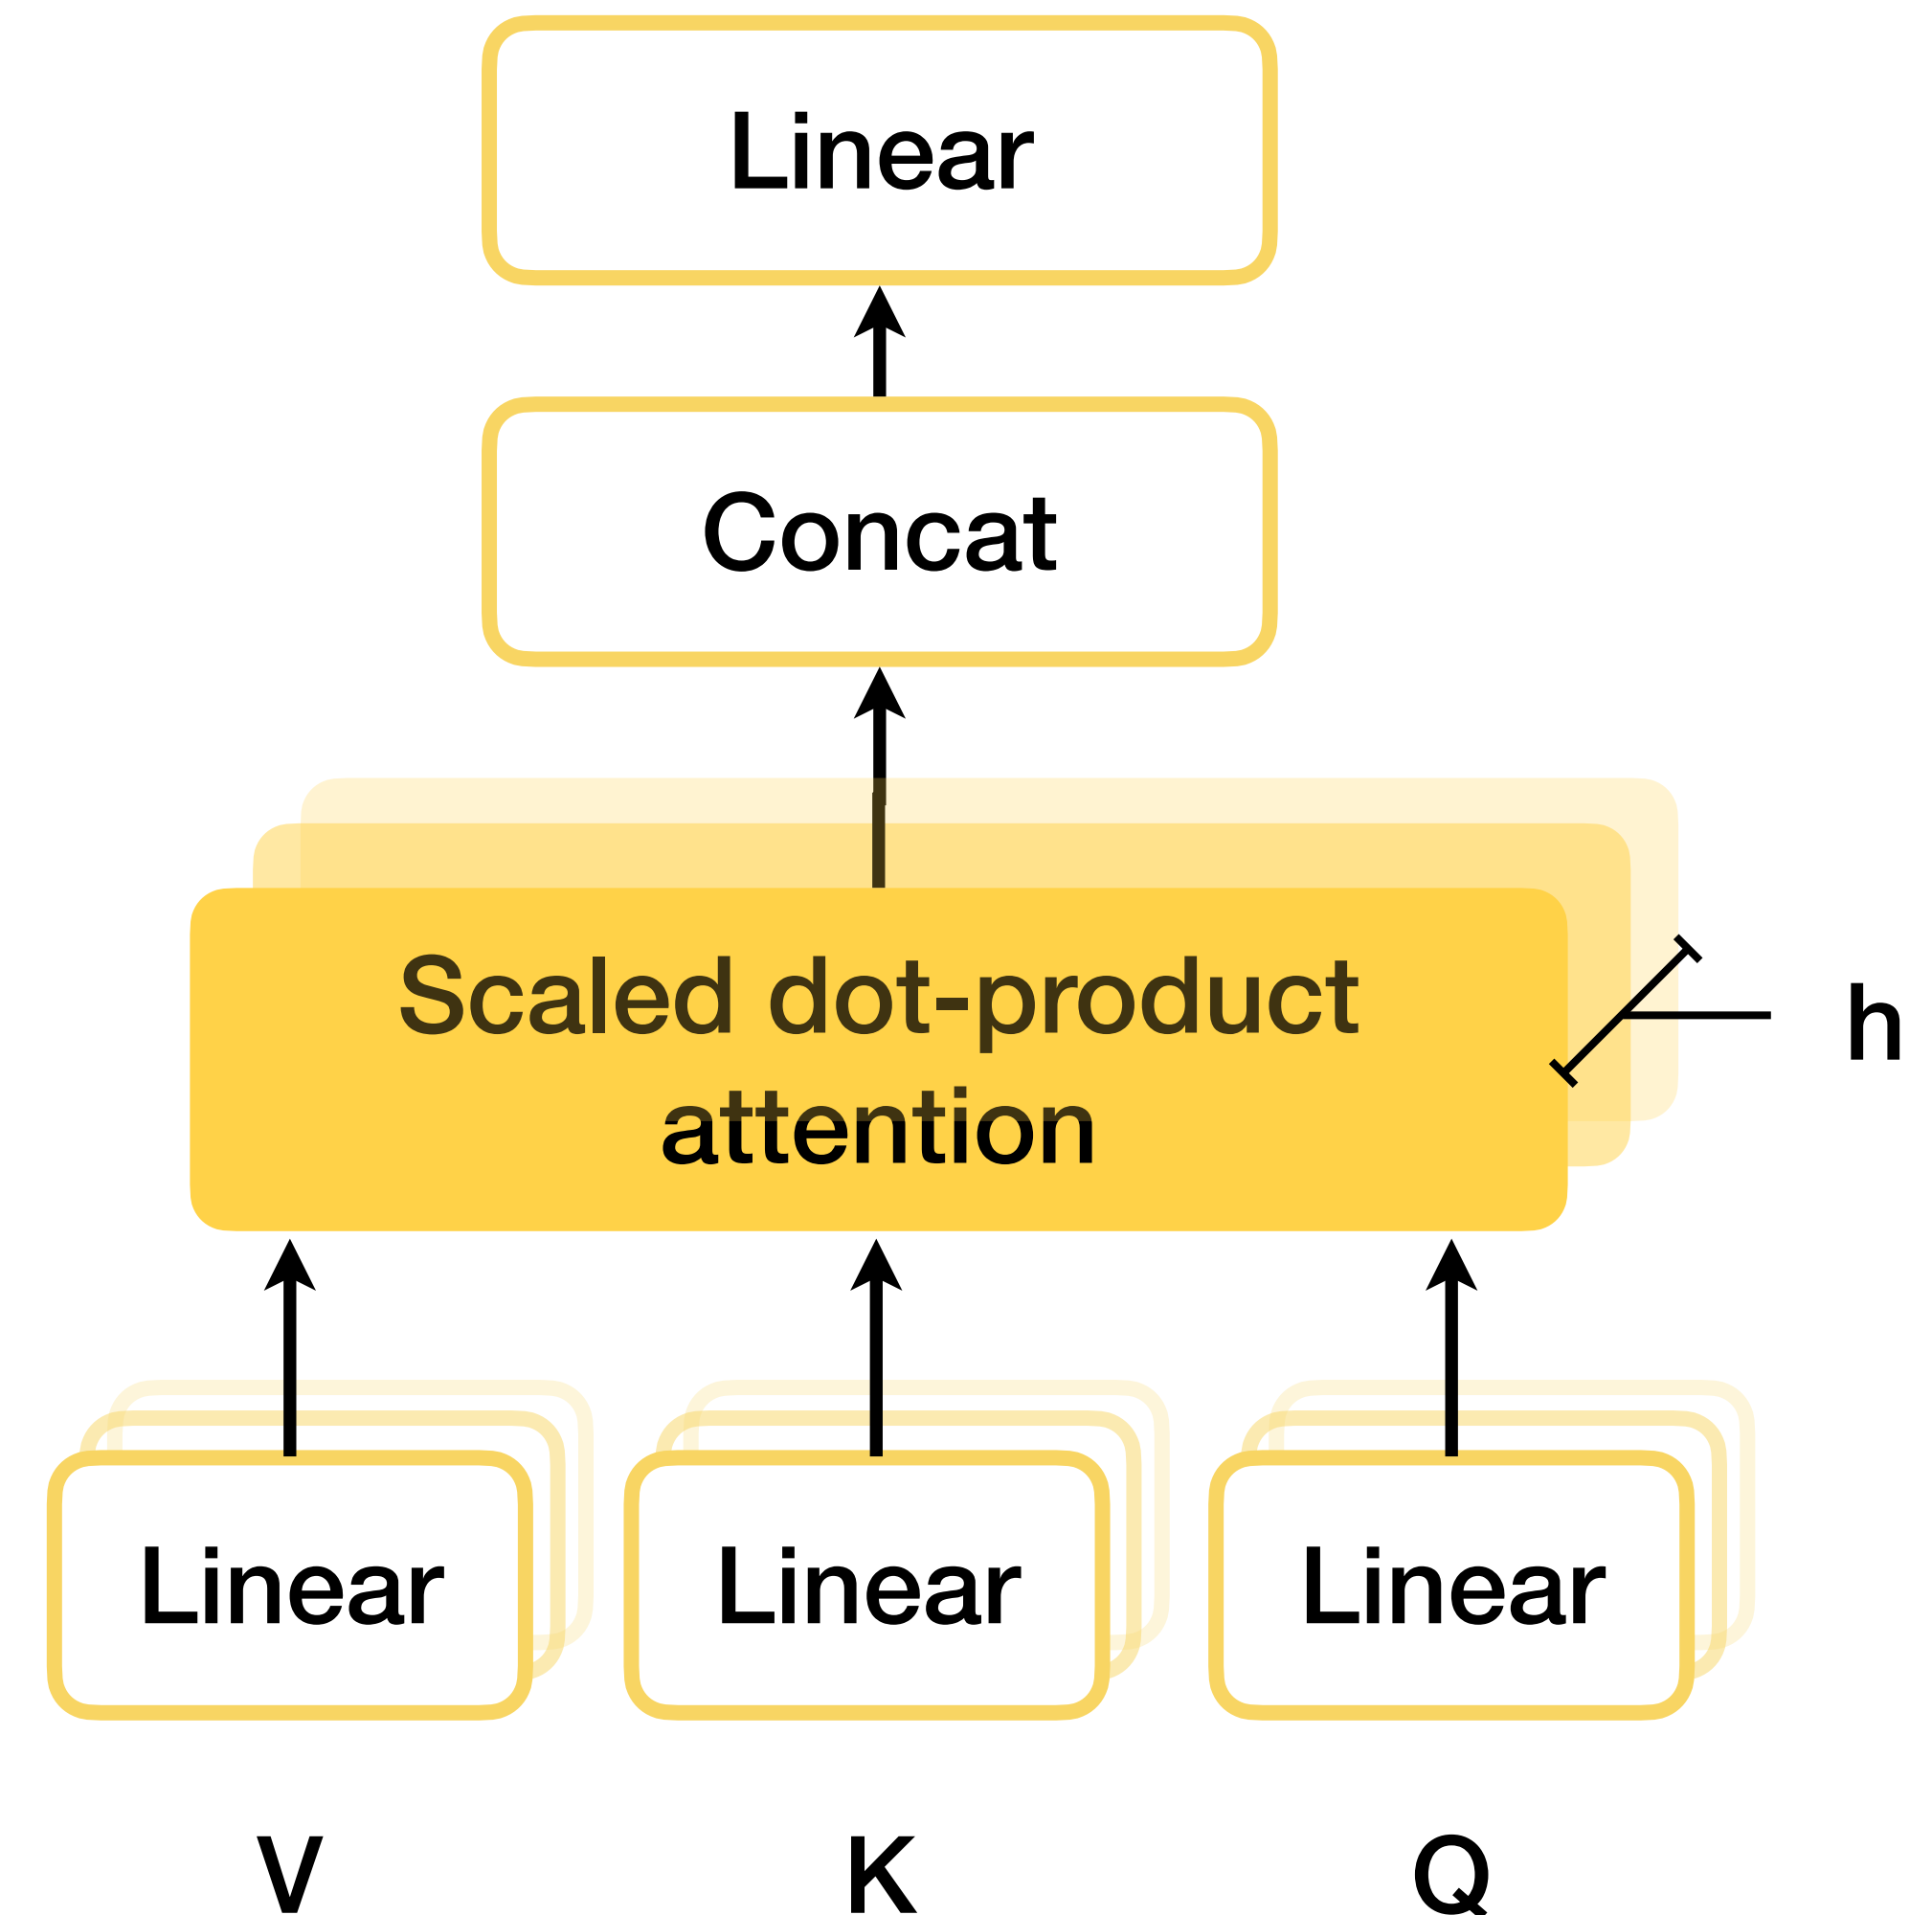 Linear
Concat
Scaled dot-product
attention
h
Linear
Linear
Linear
V
K
Q